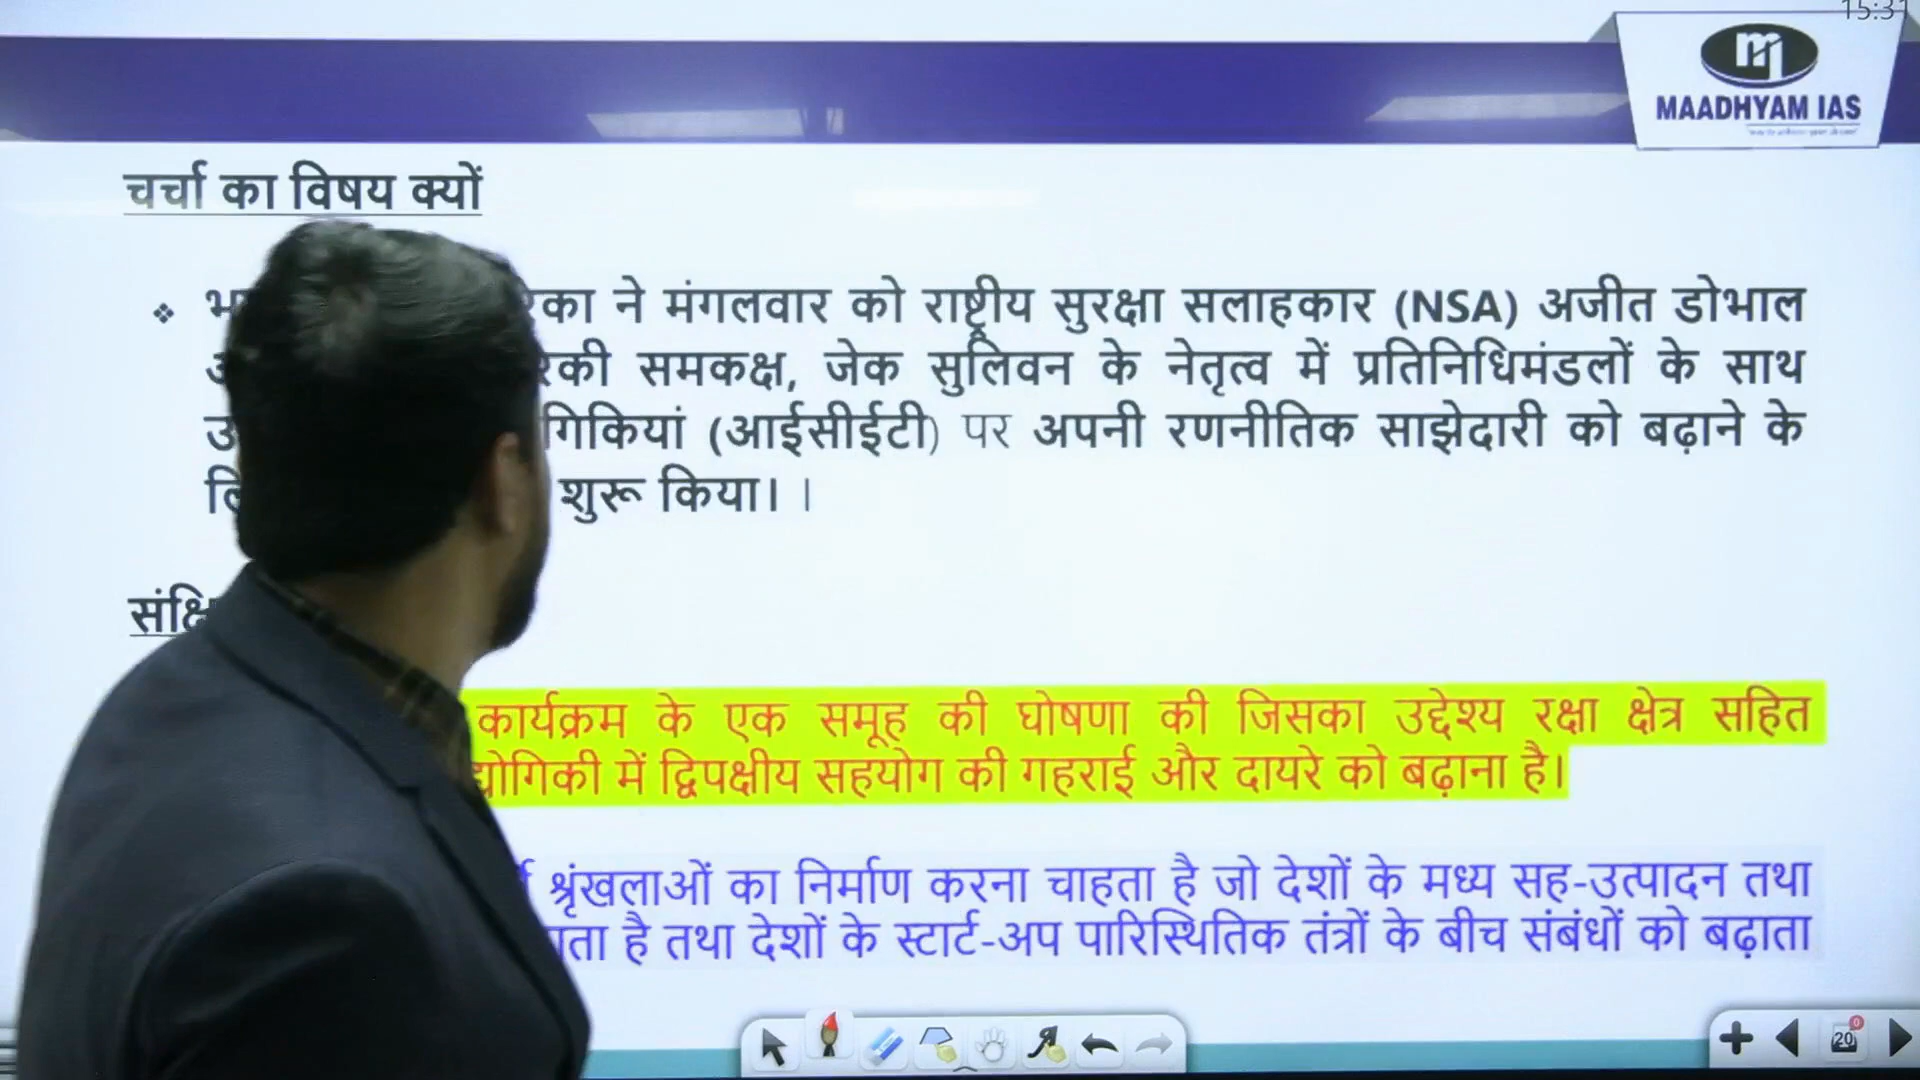 15:31
MAADHYAM IAS
चर्चा का विषय क्यों
ने मंगलवार को राष्ट्रीय सुरक्षा सलाहकार (NSA) अजीत डोभाल
समकक्ष, जेक सुलिवन के नेतृत्व में प्रतिनिधिमंडलों के साथ
(आईसीईटी) पर अपनी रणनीतिक साझेदारी को बढ़ाने के
शुरू किया। ।
कार्यक्रम के एक समूह की घोषणा की जिसका उद्देश्य रक्षा क्षेत्र सहित
में द्विपक्षीय सहयोग की गहराई और दायरे को बढ़ाना है।
श्रृंखलाओं का निर्माण करना चाहता है जो देशों के मध्य सह-उत्पादन तथा
है तथा देशों के स्टार्ट-अप पारिस्थितिक तंत्रों के बीच संबंधों को बढ़ाता
20
0